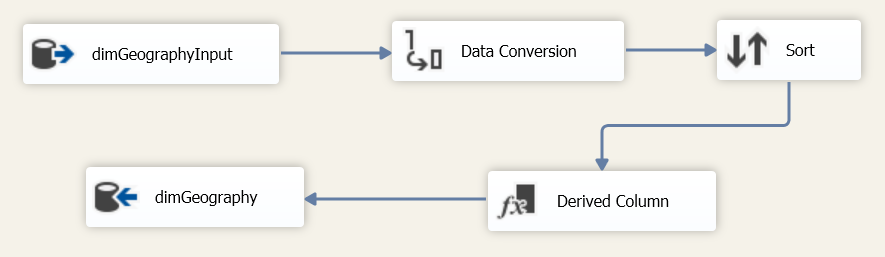 dimGeographyInput
Data Conversion
Sort
Derived Column
dimGeography